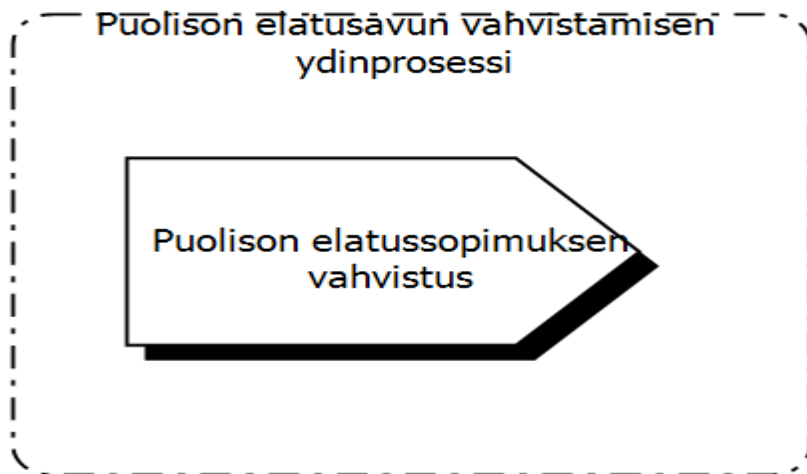 Puolison elatusavun vahvistamisen
ydinprosessi
Puolison elatussopimuksen
vahvistus